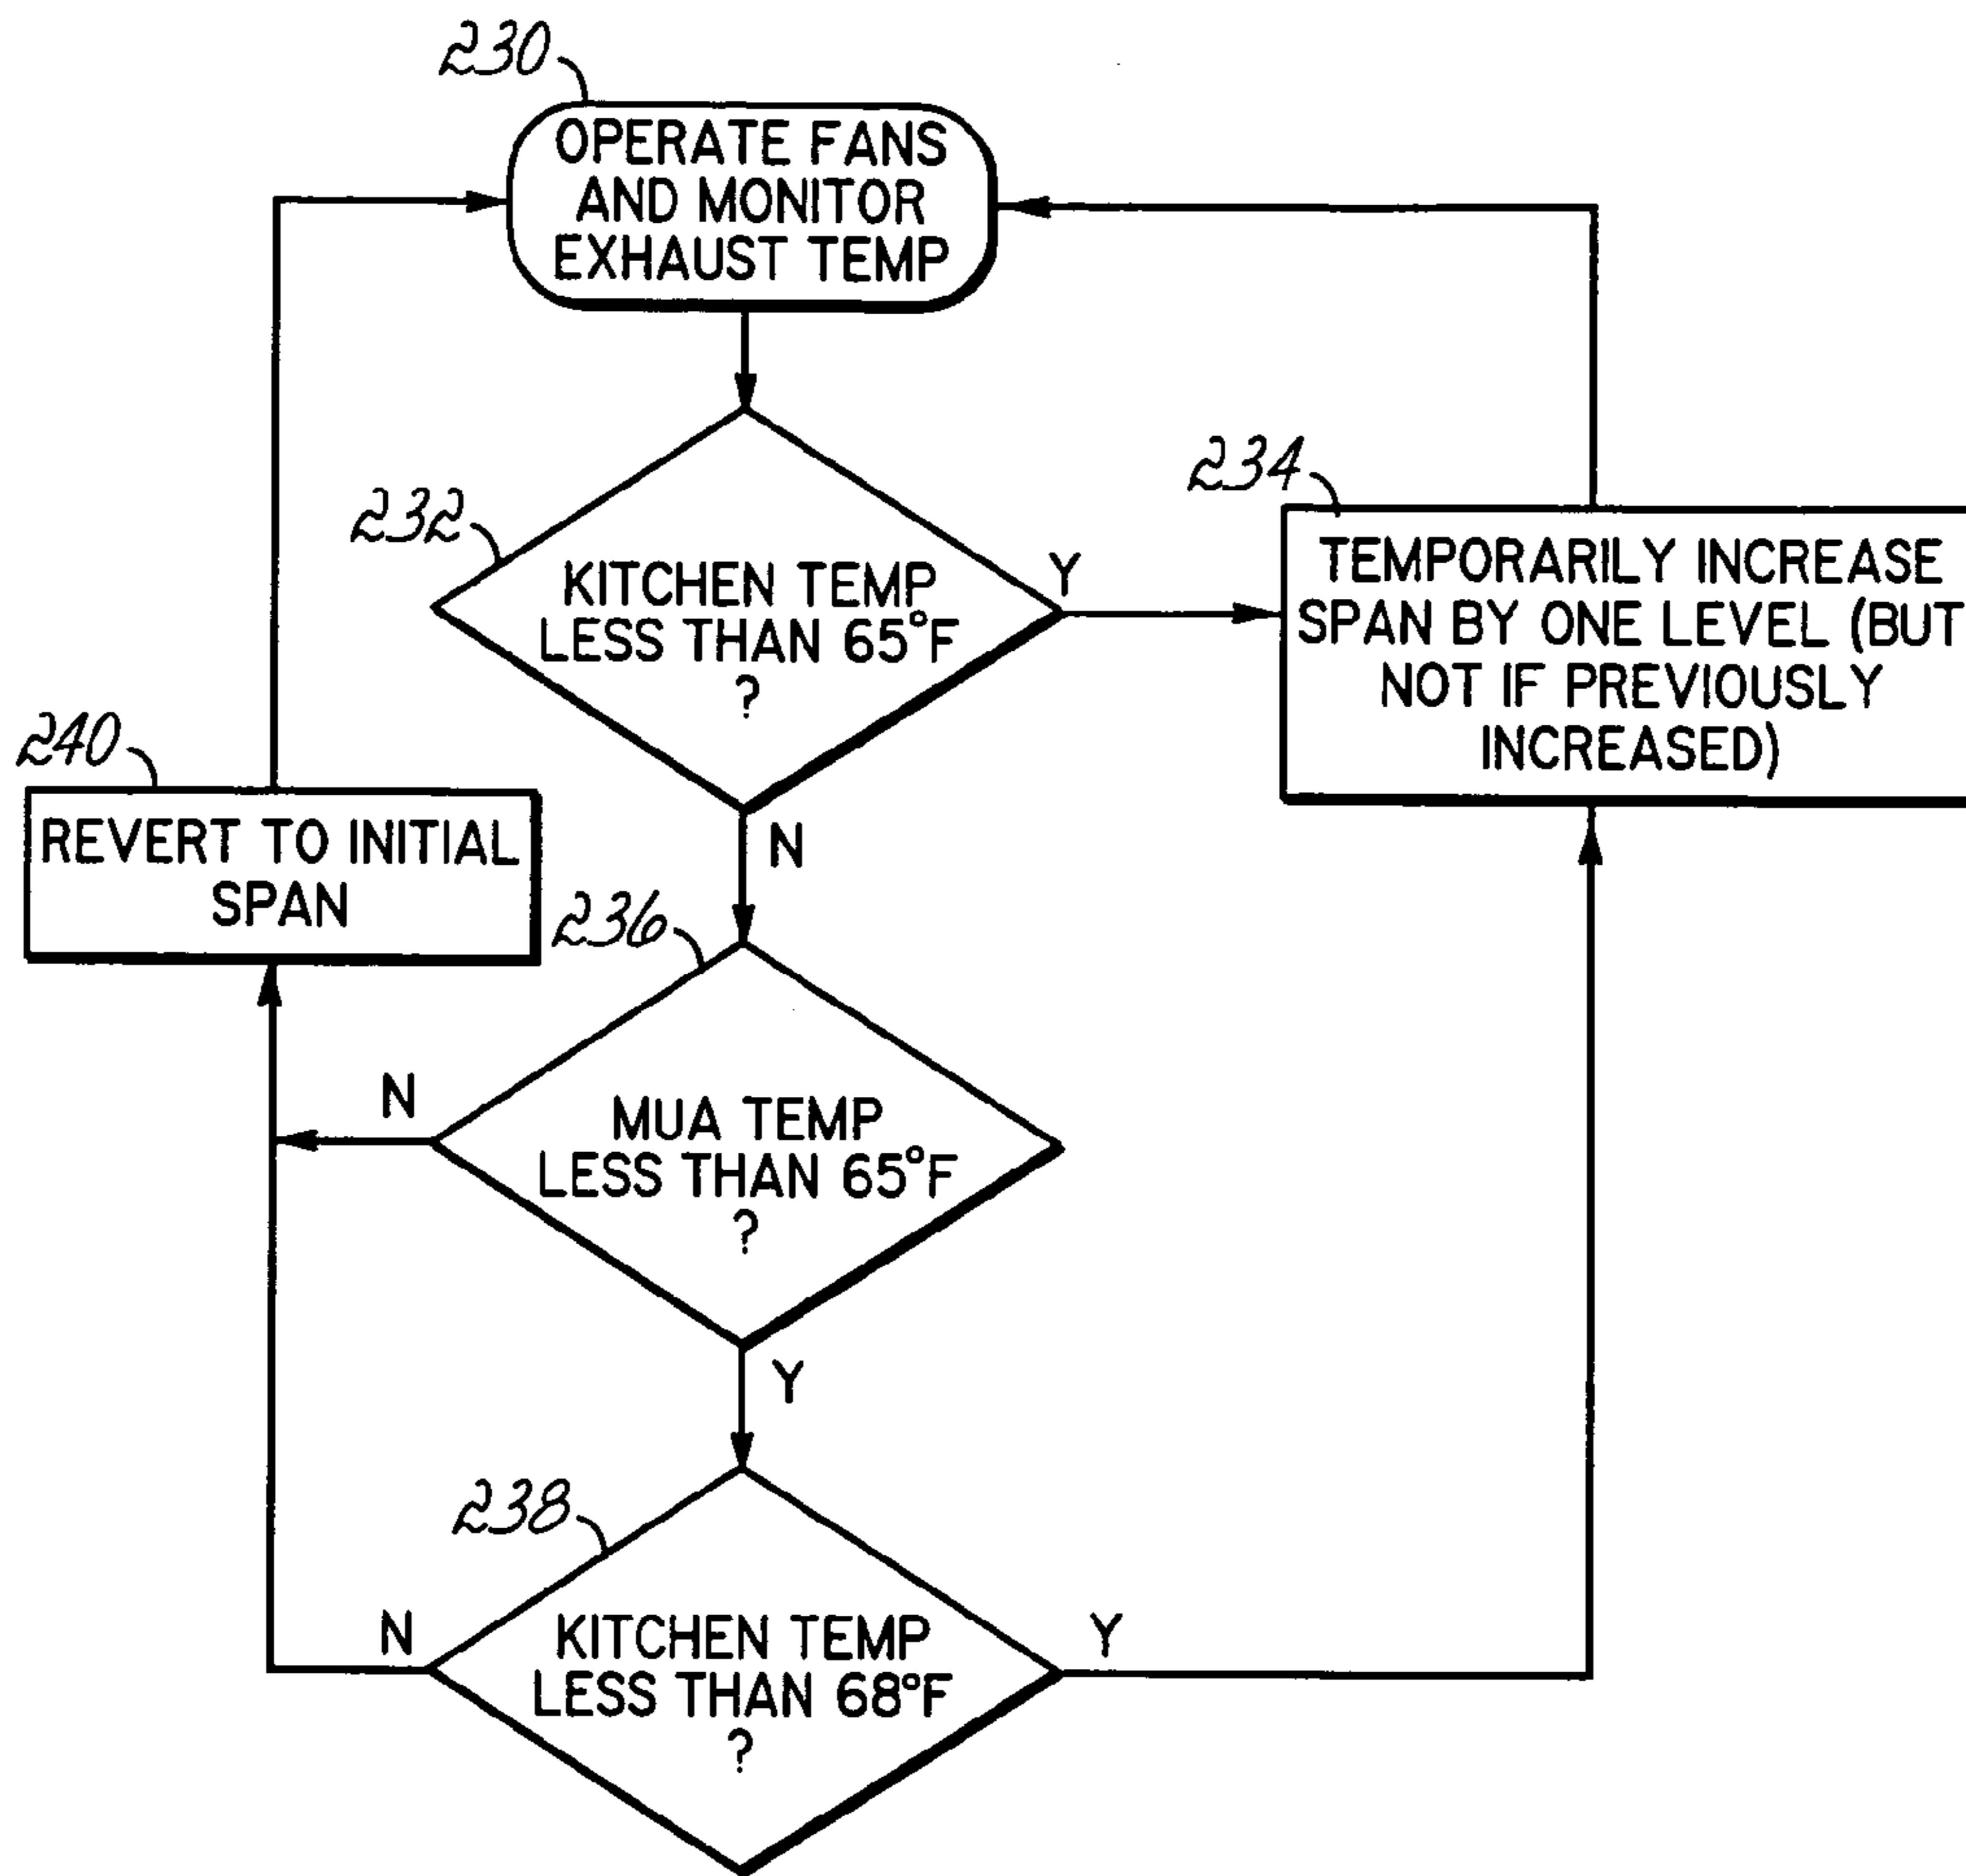 230
OPERATE FANS
AND MONITOR
EXHAUST TEMP
232
KITCHEN TEMP
LESS THAN 65°F
?
Y
N
234
TEMPORARILY INCREASE
SPAN BY ONE LEVEL (BUT
NOT IF PREVIOUSLY
INCREASED)
240
REVERT TO INITIAL
SPAN
236
MUA TEMP
LESS THAN 65°F
?
N
Y
238
KITCHEN TEMP
LESS THAN 68°F
?
N
Y